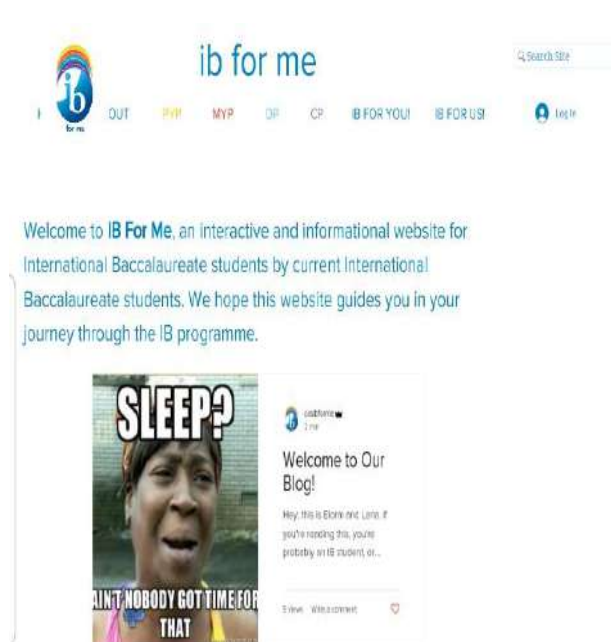 ib for me
Search Site
ib
for me
OUT PYP MYP DP CP IB FOR YOU! IB FOR US!
Log In
Welcome to IB For Me, an interactive and informational website for
International Baccalaureate students by current International
Baccalaureate students. We hope this website guides you in your
journey through the IB programme.
SLEEP?
AIN'T NOBODY GOT TIME FOR
THAT
Welcome to Our
Blog!
Hey, this is and Lena. If
you're reading this, you're
probably an IB student, or...
views Write a comment